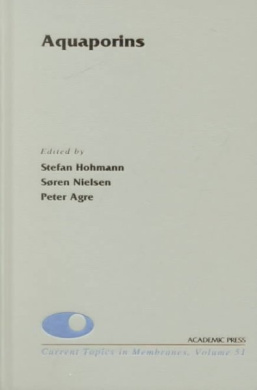 Aquaporins
Edited by
Stefan Hohmann
Søren Nielsen
Peter Agre
ACADEMIC PRESS
Current Topics in Membranes, Volume 51